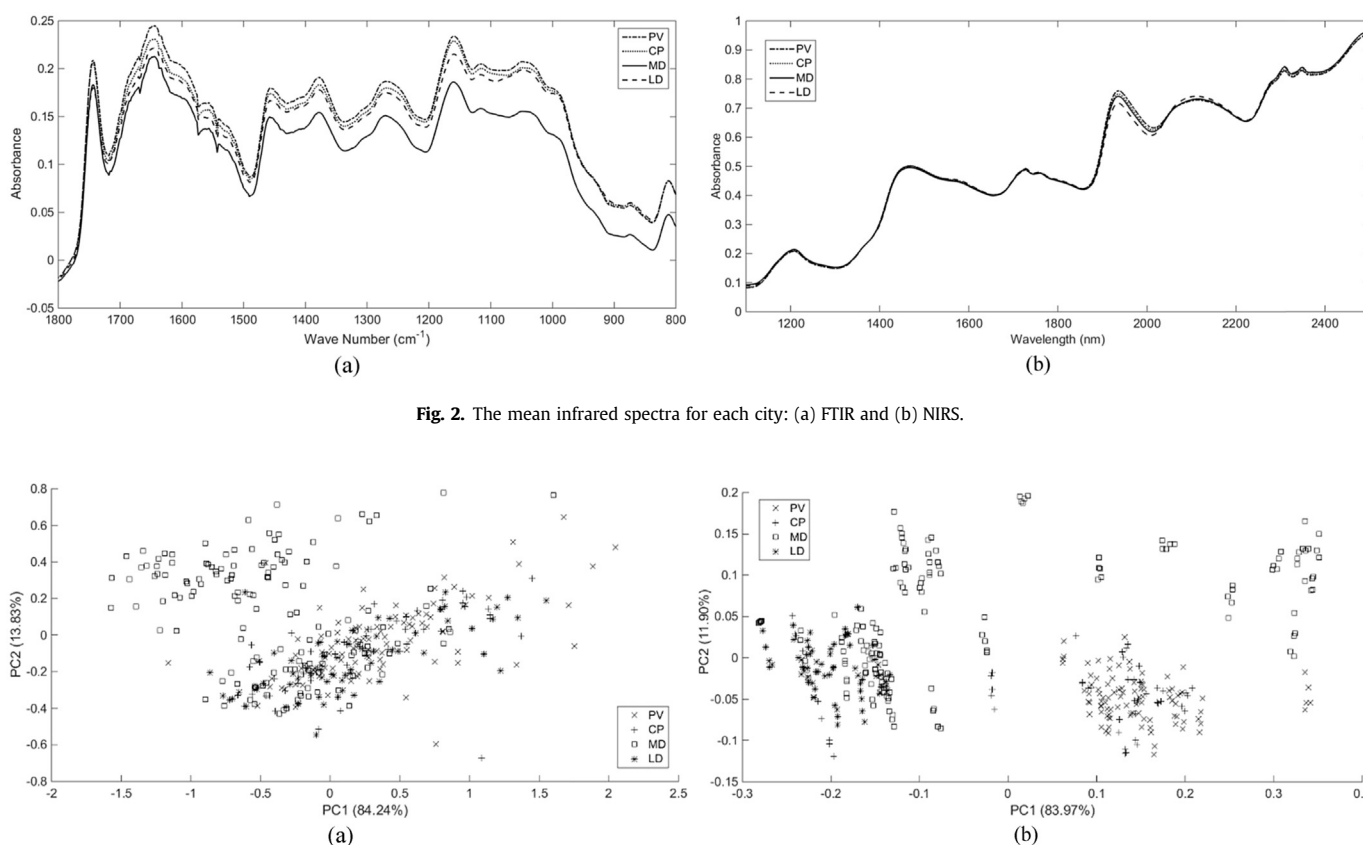 0.25
0.2
0.15
0.1
0.05
0
-0.05
Absorbance
PV
CP
MD
LD
1800 1700 1600 1500 1400 1300 1200 1100 1000 900 800
Wave Number (cm-1)
(a)
1
0.9
0.8
0.7
0.6
0.5
0.4
0.3
0.2
0.1
0
Absorbance
PV
CP
MD
LD
1200 1400 1600 1800 2000 2200 2400
Wavelength (nm)
(b)
Fig. 2. The mean infrared spectra for each city: (a) FTIR and (b) NIRS.
0.8
0.6
0.4
0.2
0
-0.2
-0.4
-0.6
-0.8
PC2 (13.83%)
PV
CP
MD
LD
-2 -1.5 -1 -0.5 0 0.5 1 1.5 2 2.5
PC1 (84.24%)
(a)
0.2
0.15
0.1
0.05
0
-0.05
-0.1
-0.15
PC2 (11.90%)
PV
CP
MD
LD
-0.3 -0.2 -0.1 0 0.1 0.2 0.3
PC1 (83.97%)
(b)